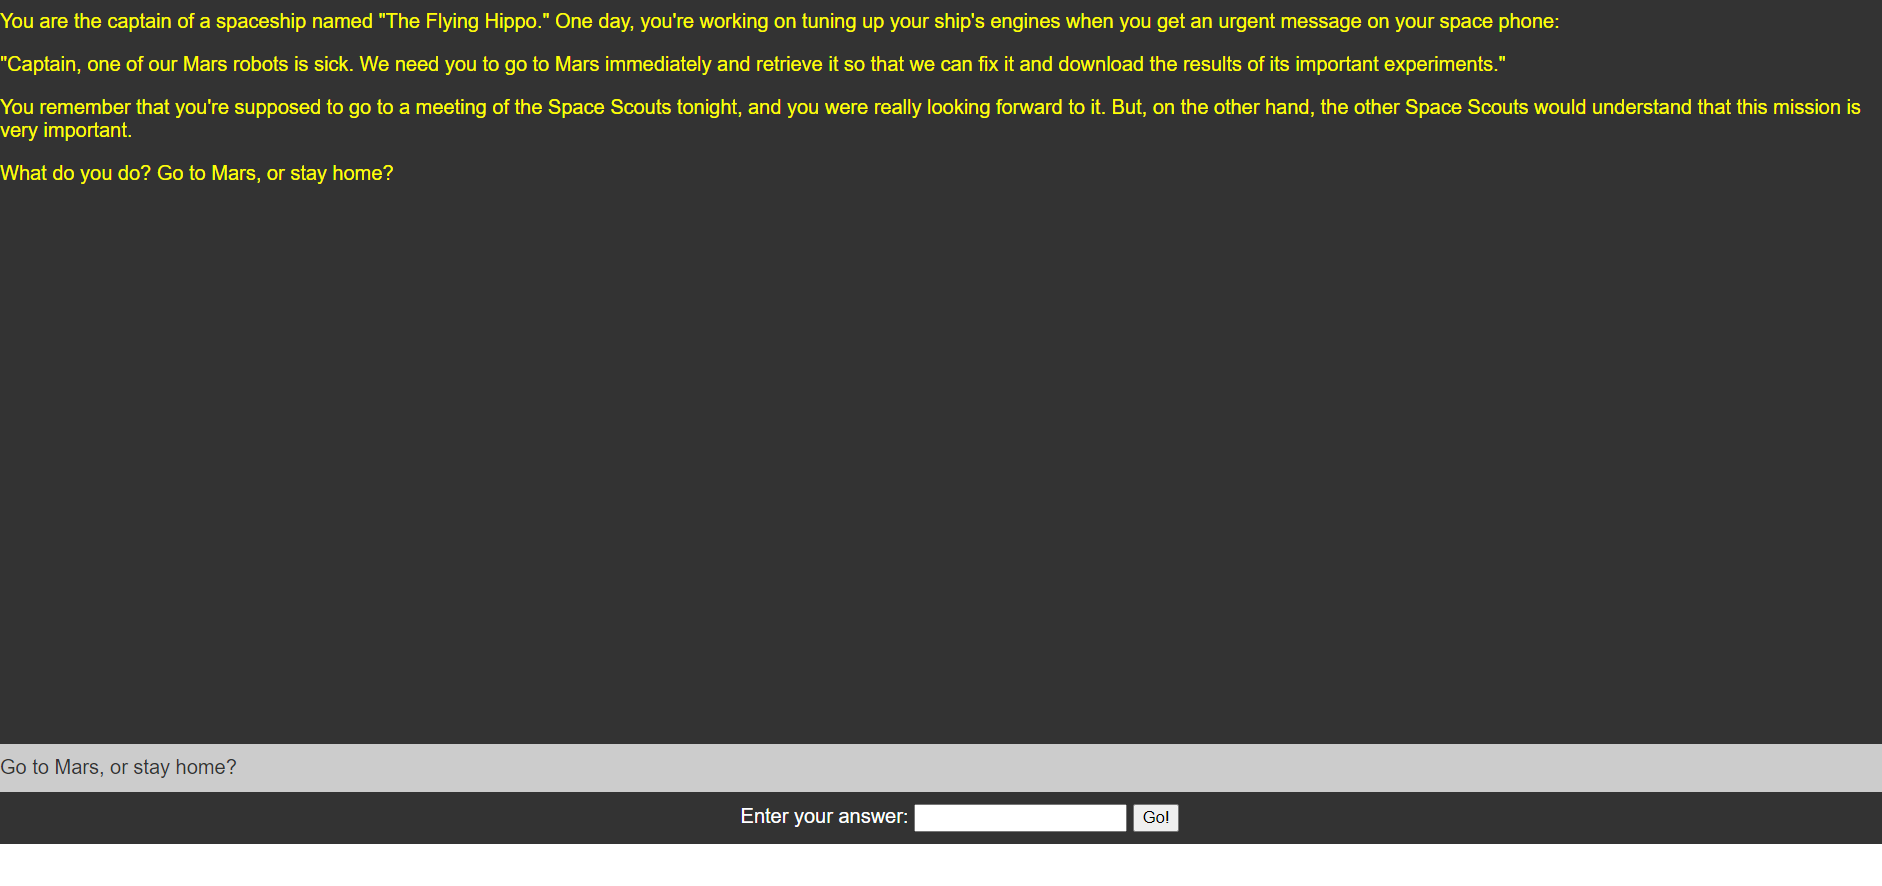 You are the captain of a spaceship named "The Flying Hippo." One day, you're working on tuning up your ship's engines when you get an urgent message on your space phone:
"Captain, one of our Mars robots is sick. We need you to go to Mars immediately and retrieve it so that we can fix it and download the results of its important experiments."
You remember that you're supposed to go to a meeting of the Space Scouts tonight, and you were really looking forward to it. But, on the other hand, the other Space Scouts would understand that this mission is
very important.
What do you do? Go to Mars, or stay home?
Go to Mars, or stay home?
Enter your answer: Go!